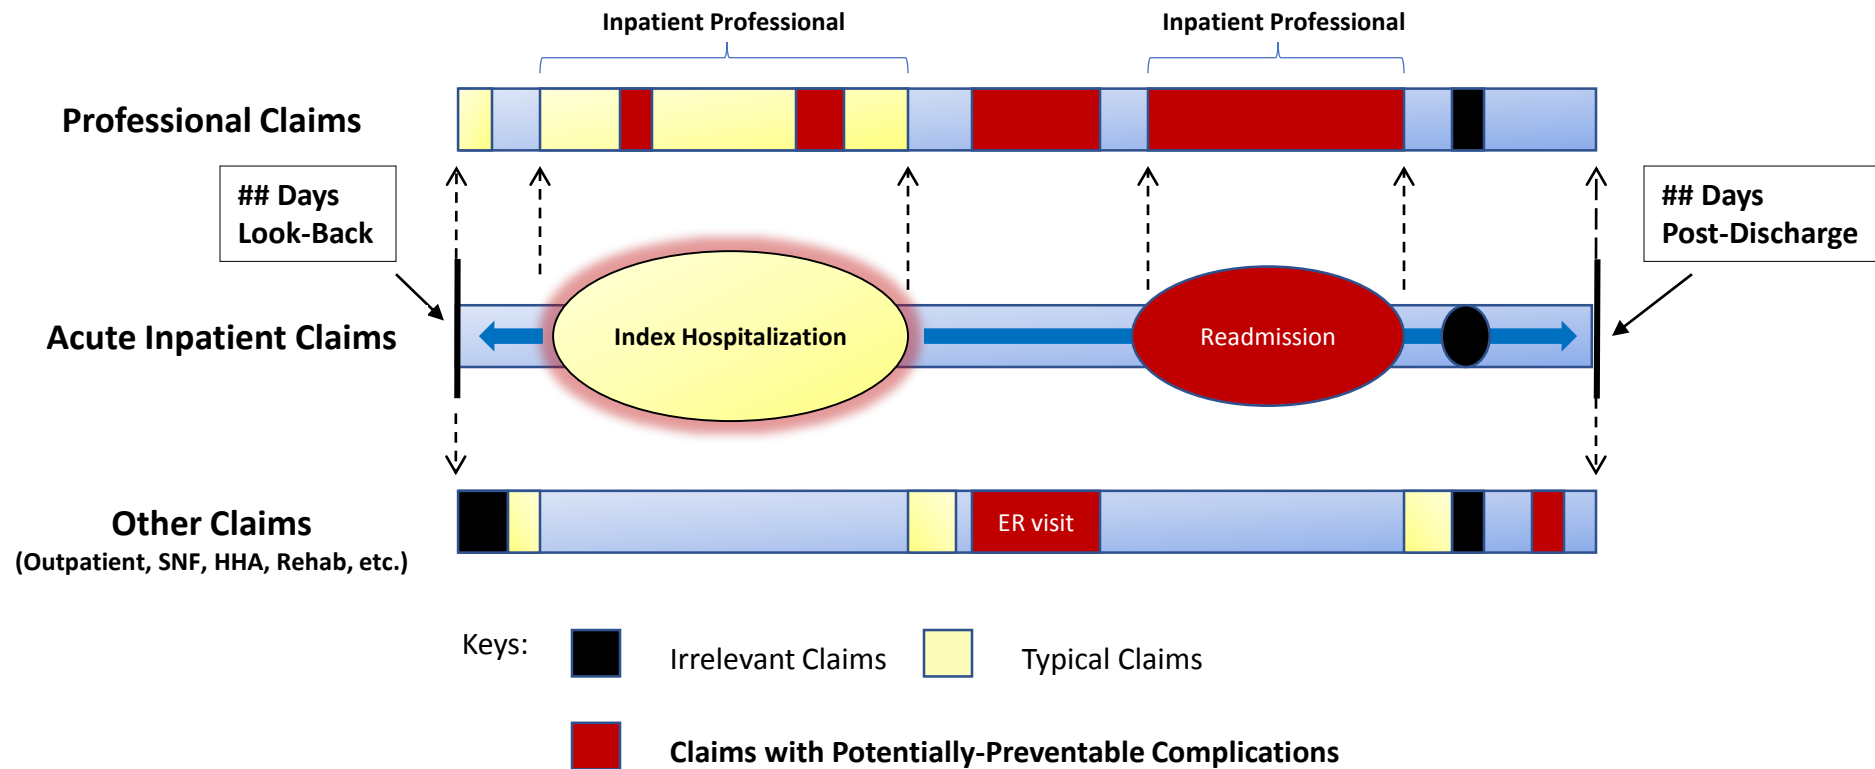 Inpatient Professional
Inpatient Professional
Professional Claims
## Days
Look-Back
## Days
Post-Discharge
Acute Inpatient Claims
Index Hospitalization
Readmission
Other Claims
(Outpatient, SNF, HHA, Rehab, etc.)
ER visit
Keys:
Irrelevant Claims
Typical Claims
Claims with Potentially-Preventable Complications